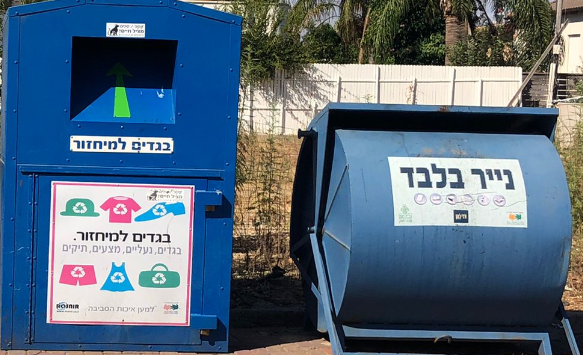 בגדים למיחזור
בגדים למיחזור.
בגדים, נעליים, מצעים, תיקים
למען איכות הסביבה
נייר בלבד